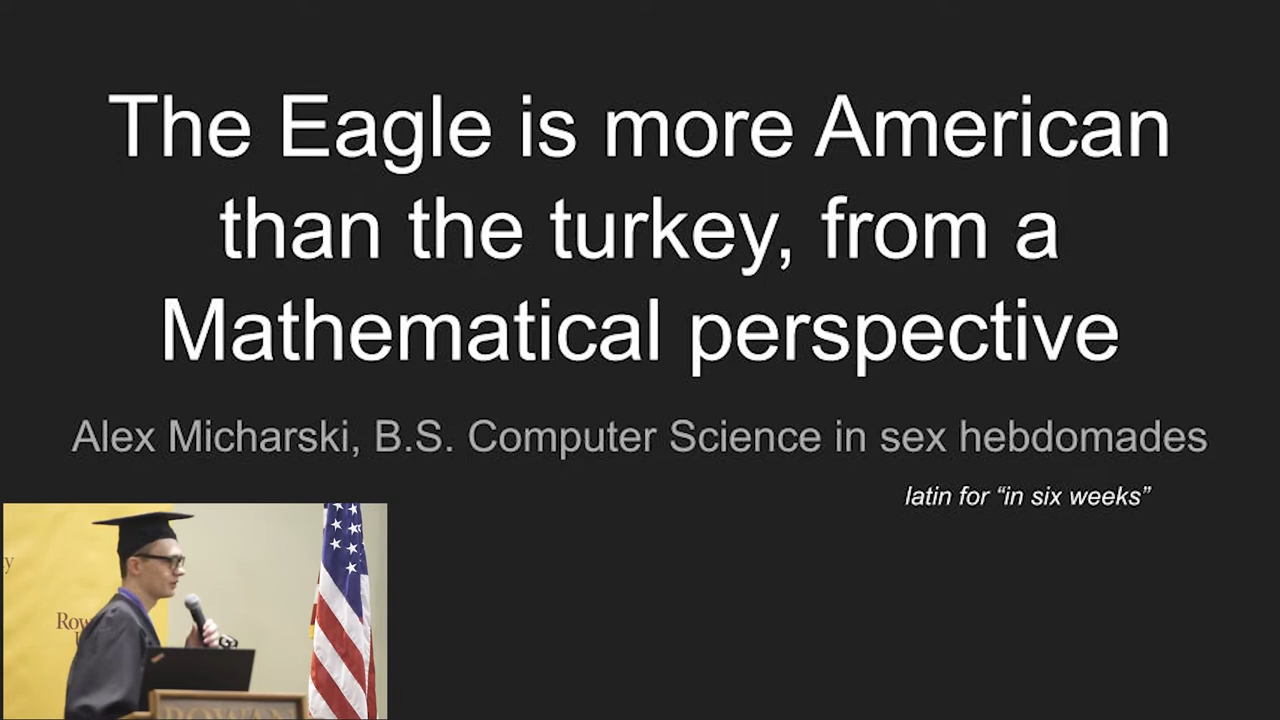 The Eagle is more American
than the turkey, from a
Mathematical perspective
Alex Micharski, B.S. Computer Science in sex hebdomades
latin for “in six weeks”
ROWAN